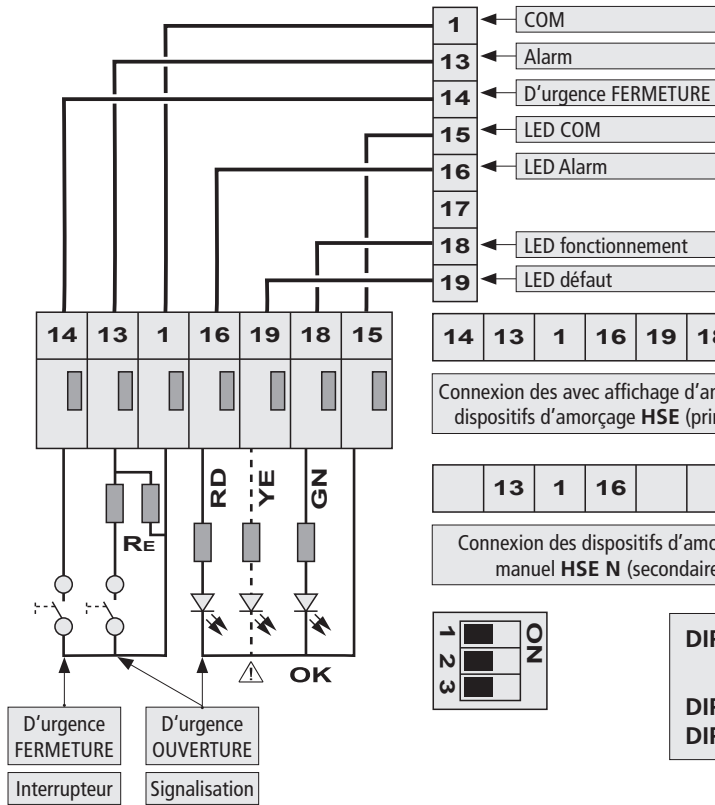 1
COM
13
Alarm
14
D'urgence FERMETURE
15
LED COM
16
LED Alarm
17
18
LED fonctionnement
19
LED défaut
14 13 1 16 19 18 15
14 13 1 16 19
Connexion des avec affichage
dispositifs d'amorçage HSE
13 1 16
Connexion des dispositifs
manuel HSE N (secondaire
RD YE GN
RE
OK
ON
1
2
3
D'urgence
FERMETURE
D'urgence
OUVERTURE
Interrupteur
Signalisation